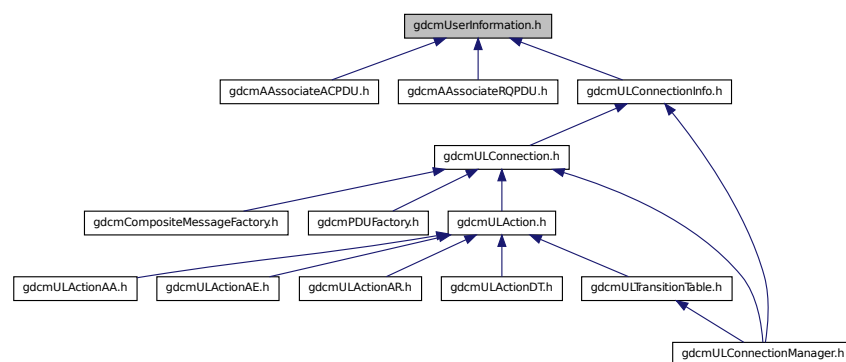 gdcmUserInformation.h
gdcmAAssociateACPDU.h
gdcmAAssociateRQPDU.h
gdcmULConnectionInfo.h
gdcmULConnection.h
gdcmCompositeMessageFactory.h
gdcmPDUFactory.h
gdcmULAction.h
gdcmULActionAA.h
gdcmULActionAE.h
gdcmULActionAR.h
gdcmULActionDT.h
gdcmULTransitionTable.h
gdcmULConnectionManager.h